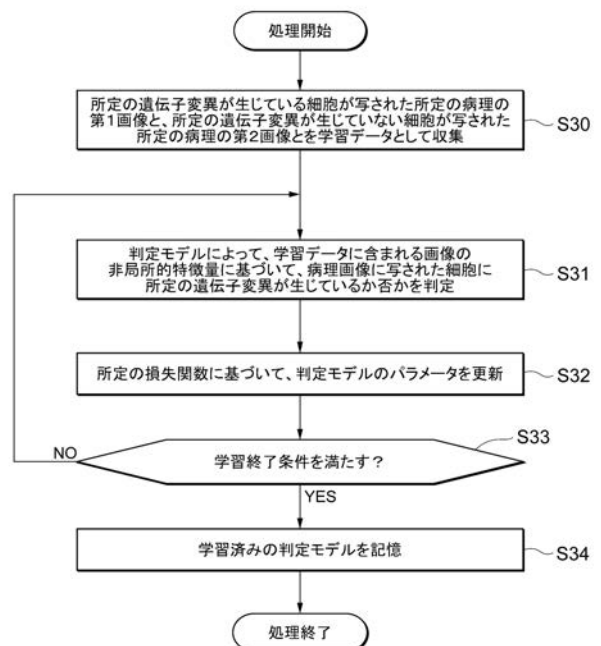 処理開始
所定の遺伝子変異が生じている細胞が写された所定の病理の
第1画像と、所定の遺伝子変異が生じていない細胞が写された
所定の病理の第2画像とを学習データとして収集
S30
判定モデルによって、学習データに含まれる画像の
非局所的特徴量に基づいて、病理画像に写された細胞に
所定の遺伝子変異が生じているか否かを判定
S31
所定の損失関数に基づいて、判定モデルのパラメータを更新
S32
S33
NO
学習終了条件を満たす？
YES
学習済みの判定モデルを記憶
S34
処理終了